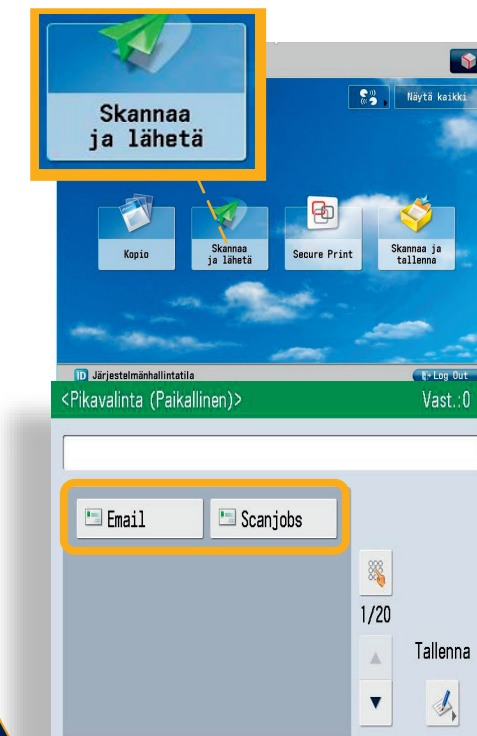 Skannaa
ja lähetä
Näytä kaikki
Kopio
Skannaa
ja lähetä
Secure Print
Skannaa ja
tallenna
ID Järjestelmänhallintatila
Log Out
<Pikavalinta (Paikallinen)>
Vast.:0
Email
Scanjobs
1/20
Tallenna